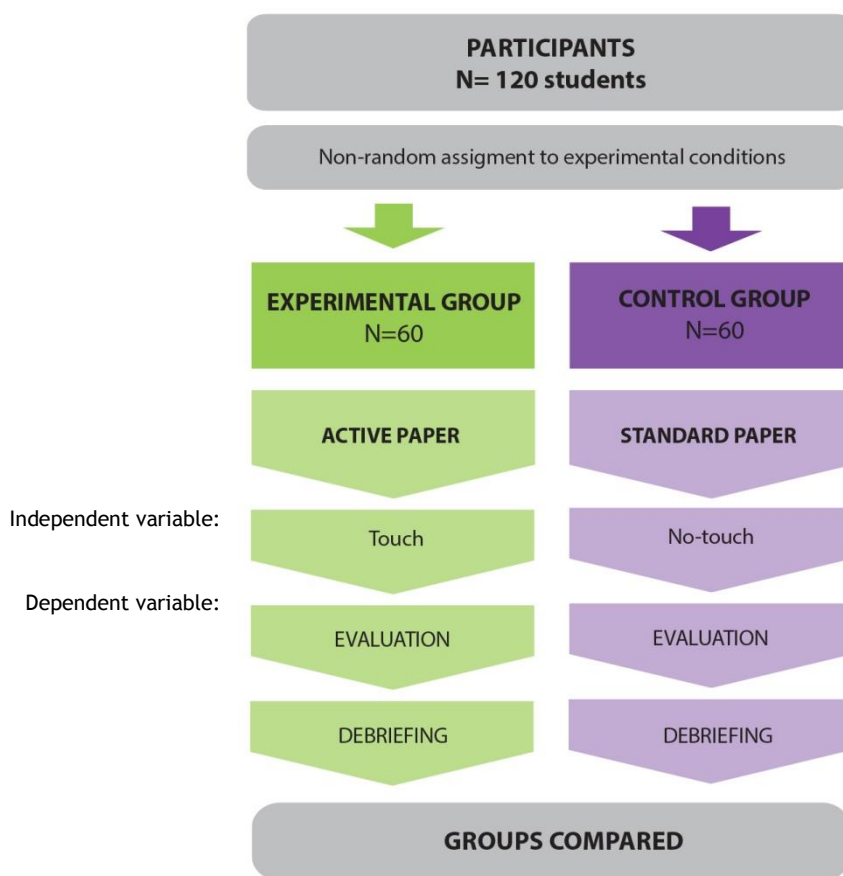 PARTICIPANTS
N= 120 students
Non-random assigment to experimental conditions
EXPERIMENTAL GROUP
N=60
CONTROL GROUP
N=60
ACTIVE PAPER
STANDARD PAPER
Independent variable:
Touch
No-touch
Dependent variable:
EVALUATION
EVALUATION
DEBRIEFING
DEBRIEFING
GROUPS COMPARED